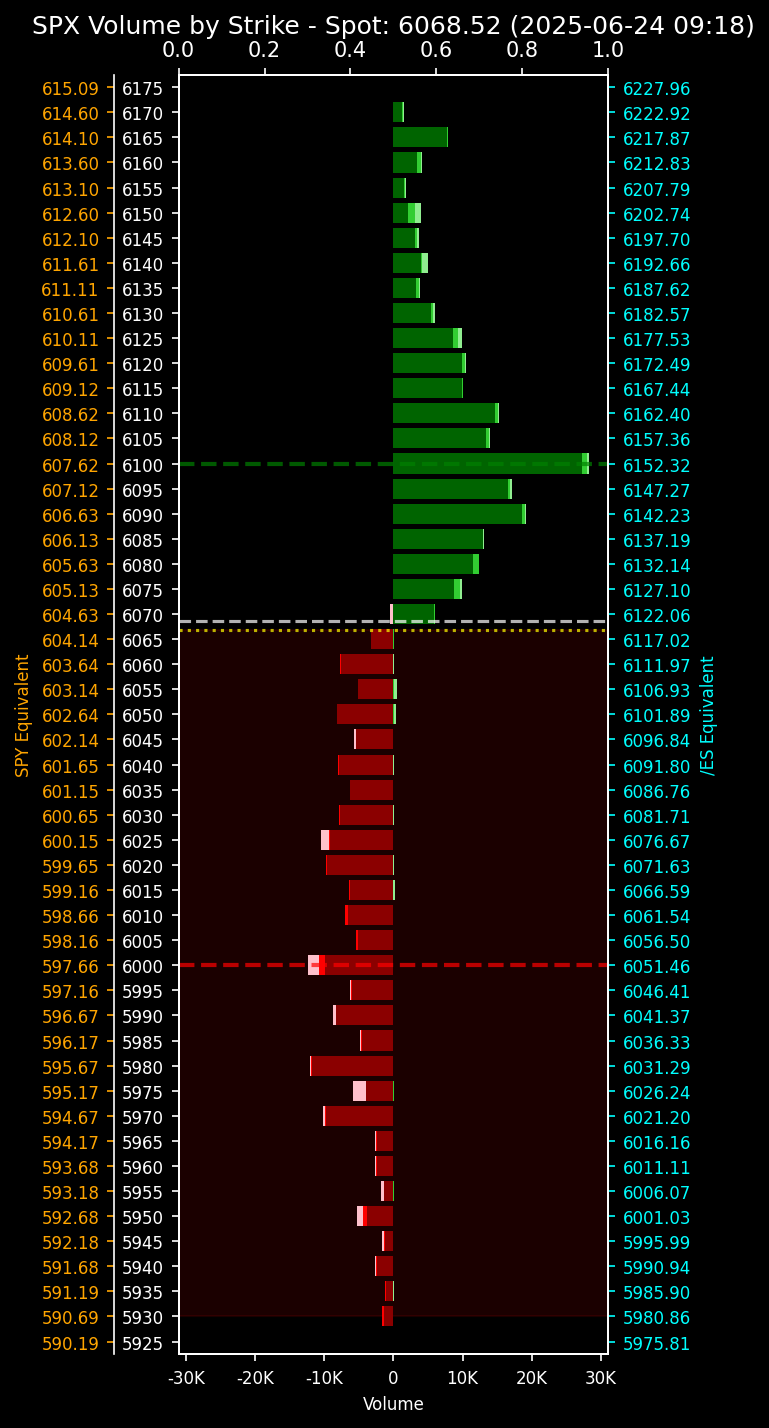 SPX Volume by Strike - Spot: 6068.52 (2025-06-24 09:18)
0.0 0.2 0.4 0.6 0.8 1.0
615.09 6175 6227.96
614.60 6170 6222.92
614.10 6165 6217.87
613.60 6160 6212.83
613.10 6155 6207.79
612.60 6150 6202.74
612.10 6145 6197.70
611.61 6140 6192.66
611.11 6135 6187.62
610.61 6130 6182.57
610.11 6125 6177.53
609.61 6120 6172.49
609.12 6115 6167.44
608.62 6110 6162.40
608.12 6105 6157.36
607.62 6100 6152.32
607.12 6095 6147.27
606.63 6090 6142.23
606.13 6085 6137.19
605.63 6080 6132.14
605.13 6075 6127.10
604.63 6070 6122.06
604.14 6065 6117.02
603.64 6060 6111.97
603.14 6055 6106.93
602.64 6050 6101.89
602.14 6045 6096.84
601.65 6040 6091.80
601.15 6035 6086.76
600.65 6030 6081.71
600.15 6025 6076.67
599.65 6020 6071.63
599.16 6015 6066.59
598.66 6010 6061.54
598.16 6005 6056.50
597.66 6000 6051.46
597.16 5995 6046.41
596.67 5990 6041.37
596.17 5985 6036.33
595.67 5980 6031.29
595.17 5975 6026.24
594.67 5970 6021.20
594.17 5965 6016.16
593.68 5960 6011.11
593.18 5955 6006.07
592.68 5950 6001.03
592.18 5945 5995.99
591.68 5940 5990.94
591.19 5935 5985.90
590.69 5930 5980.86
590.19 5925 5975.81
SPY Equivalent
/ES Equivalent
-30K -20K -10K 0 10K 20K 30K
Volume